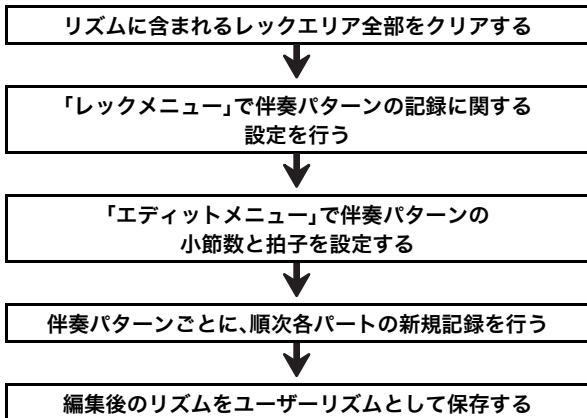 リズムに含まれるレックエリア全部をクリアする
「レックメニュー」で伴奏パターンの記録に関する
設定を行う
「エディットメニュー」で伴奏パターンの
小節数と拍子を設定する
伴奏パターンごとに、順次各パートの新規記録を行う
編集後のリズムをユーザーリズムとして保存する